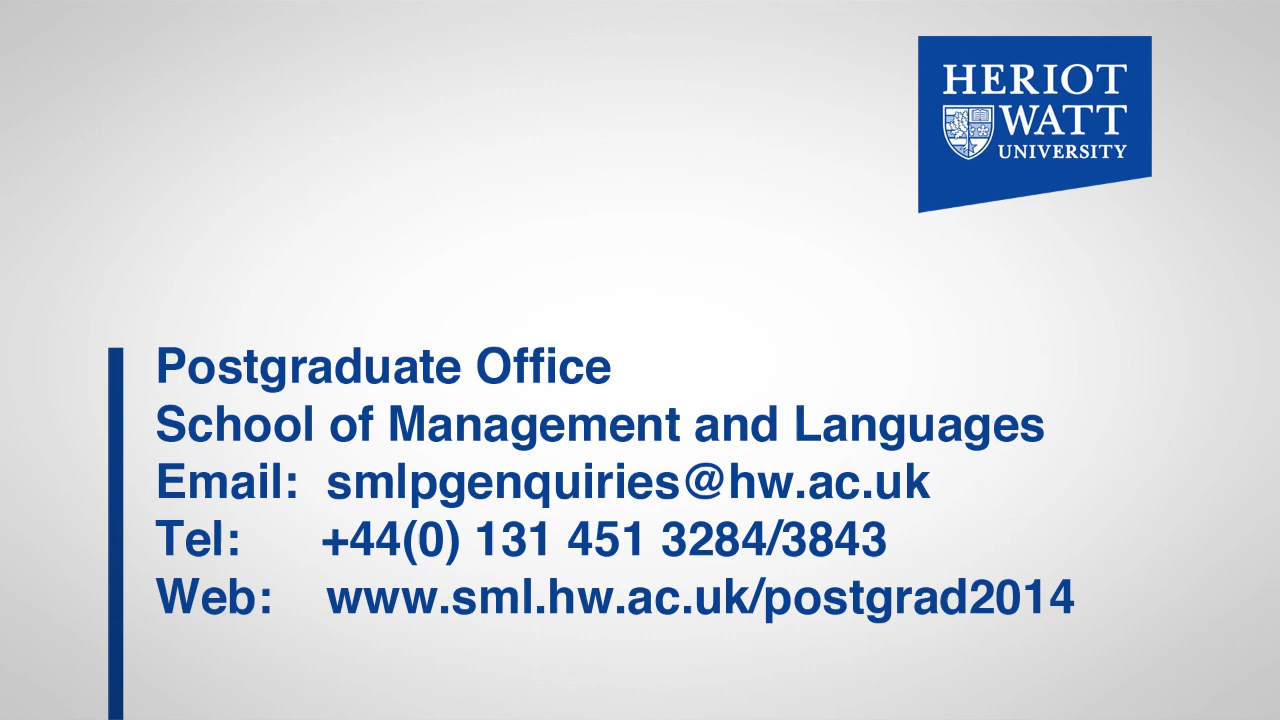 HERIOT
WATT
UNIVERSITY
Postgraduate Office
School of Management and Languages
Email: smlpgenquiries@hw.ac.uk
Tel: +44(0) 131 451 3284/3843
Web: www.sml.hw.ac.uk/postgrad2014